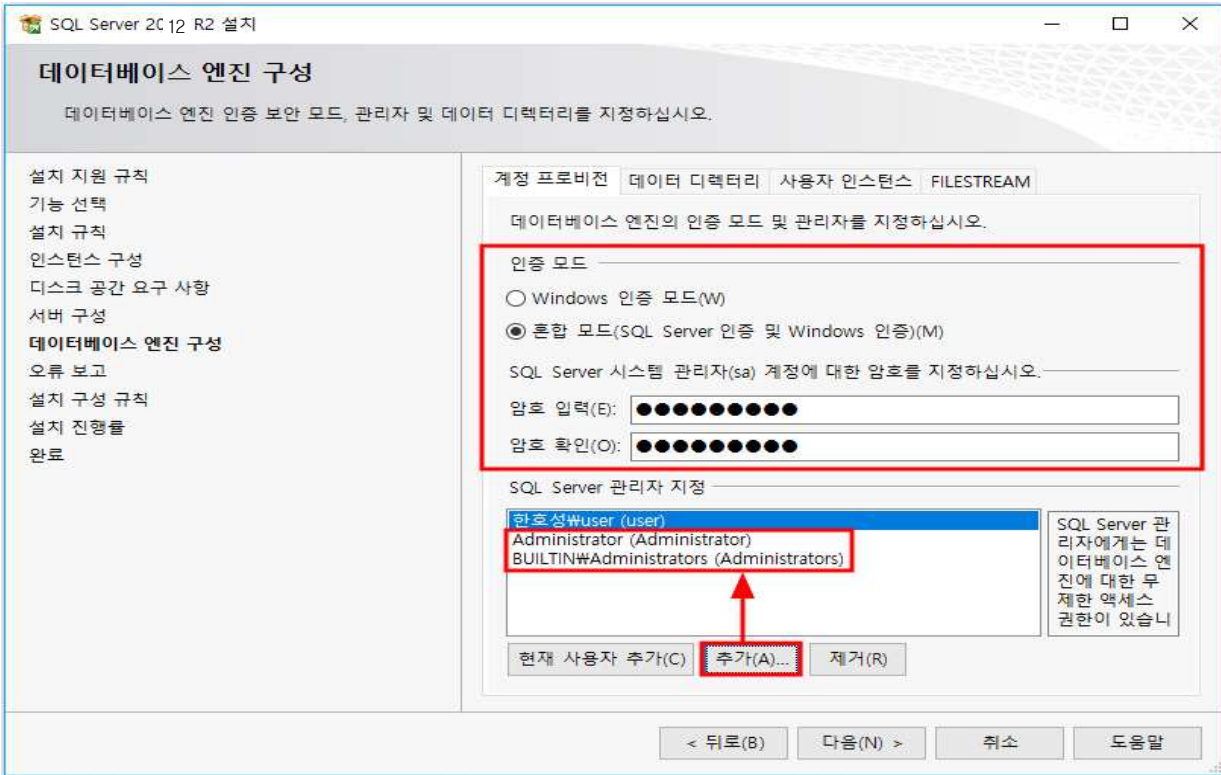 SQL Server 2012 R2 설치
데이터베이스 엔진 구성
데이터베이스 엔진 인증 보안 모드, 관리자 및 데이터 디렉터리를 지정하십시오.
설치 지원 규칙
기능 선택
설치 규칙
인스턴스 구성
디스크 공간 요구 사항
서버 구성
데이터베이스 엔진 구성
오류 보고
설치 구성 규칙
설치 진행률
완료
계정 프로비전 데이터 디렉터리 사용자 인스턴스 FILESTREAM
데이터베이스 엔진의 인증 모드 및 관리자를 지정하십시오.
인증 모드
Windows 인증 모드(W)
혼합 모드(SQL Server 인증 및 Windows 인증)(M)
SQL Server 시스템 관리자(sa) 계정에 대한 암호를 지정하십시오.
암호 입력(E): ●●●●●●●●●
암호 확인(O): ●●●●●●●●●
SQL Server 관리자 지정
한호성₩user (user)
Administrator (Administrator)
BUILTIN₩Administrators (Administrators)
SQL Server 관
리자에게는 데
이터베이스 엔
진에 대한 무
제한 액세스
권한이 있습니
현재 사용자 추가(C) 추가(A)... 제거(R)
< 뒤로(B) 다음(N) > 취소 도움말